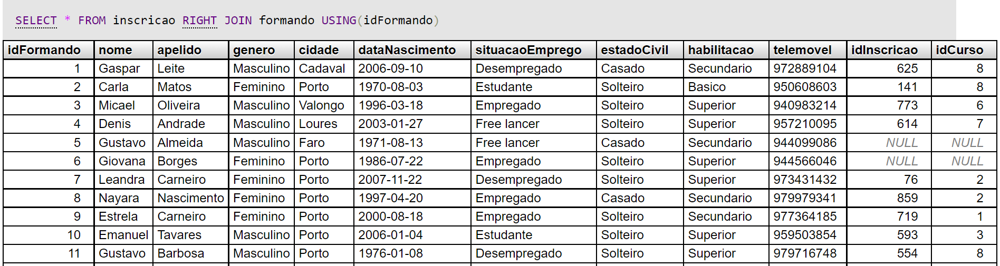 SELECT * FROM inscricao RIGHT JOIN formando USING(idFormando)
idFormando nome apelido genero cidade dataNascimento situacaoEmprego estadoCivil habilitacao telemovel idInscricao idCurso
1 Gaspar Leite Masculino Cadaval 2006-09-10 Desempregado Casado Secundario 972889104 625 8
2 Carla Matos Feminino Porto 1970-08-03 Estudante Solteiro Basico 950608603 141 8
3 Micael Oliveira Masculino Valongo 1996-03-18 Empregado Solteiro Superior 940983214 773 6
4 Denis Andrade Masculino Loures 2003-01-27 Free lancer Solteiro Superior 957210095 614 7
5 Gustavo Almeida Masculino Faro 1971-08-13 Free lancer Casado Secundario 944099086 NULL NULL
6 Giovana Borges Feminino Porto 1986-07-22 Empregado Solteiro Superior 944566046 NULL NULL
7 Leandra Carneiro Feminino Porto 2007-11-22 Desempregado Solteiro Superior 973431432 76 2
8 Nayara Nascimento Feminino Porto 1997-04-20 Empregado Casado Secundario 979979341 859 2
9 Estrela Carneiro Feminino Porto 2000-08-18 Empregado Solteiro Secundario 977364185 719 1
10 Emanuel Tavares Masculino Porto 2006-01-04 Estudante Solteiro Superior 959503854 593 3
11 Gustavo Barbosa Masculino Porto 1976-01-08 Desempregado Solteiro Superior 979716748 554 8